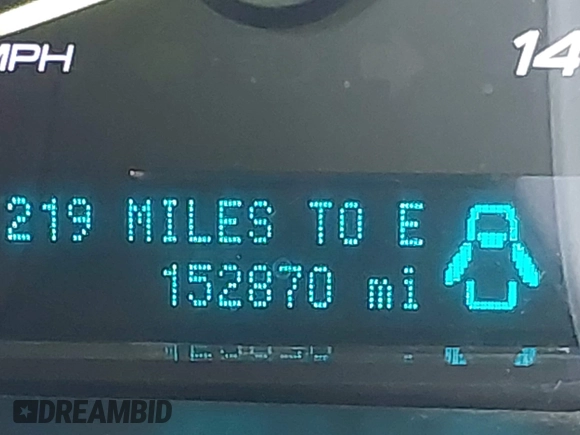 MPH
14
219 MILES TO E
152870 mi
DREAMBID